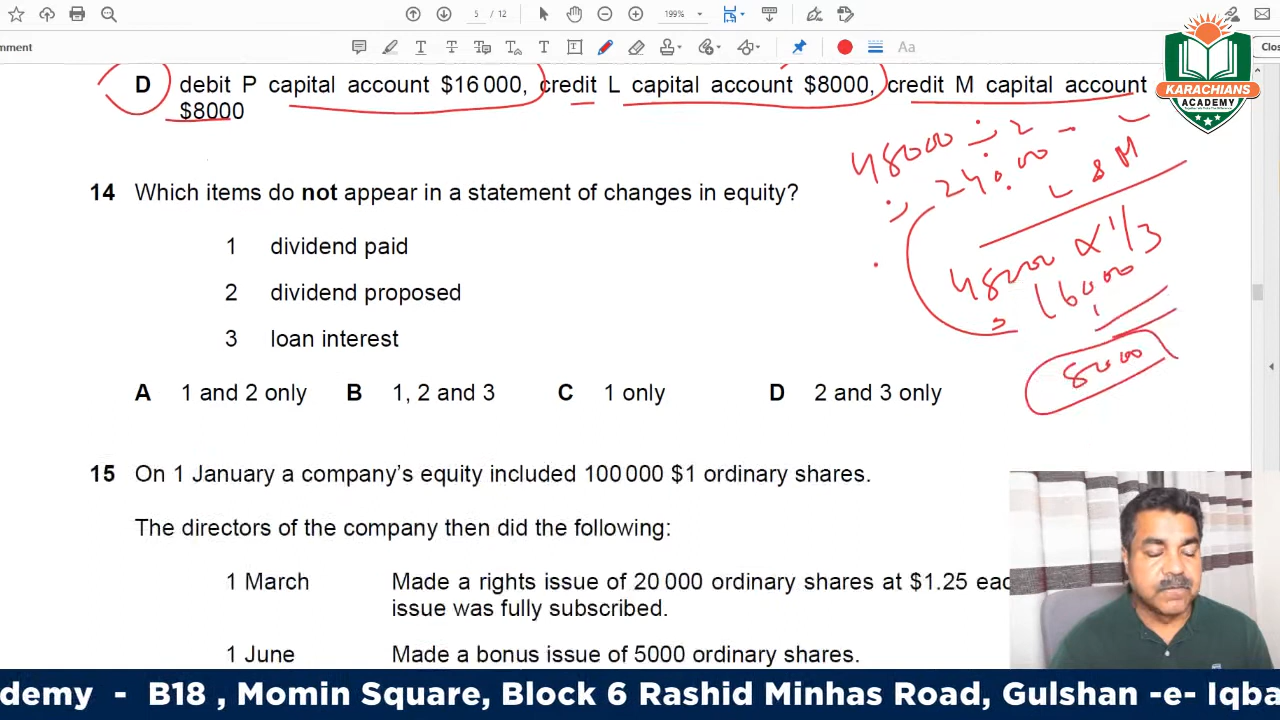 5 / 12
199%
omment
Aa
Clos
KARACHIANS
ACADEMY
D debit P capital account $16 000, credit L capital account $8000, credit M capital account
$8000
48000 ÷ 2
24000
L & M
48000 x 1/3
= 16000
8000
14 Which items do not appear in a statement of changes in equity?
1 dividend paid
2 dividend proposed
3 loan interest
A 1 and 2 only B 1, 2 and 3 C 1 only D 2 and 3 only
15 On 1 January a company's equity included 100 000 $1 ordinary shares.
The directors of the company then did the following:
1 March Made a rights issue of 20 000 ordinary shares at $1.25 eac
issue was fully subscribed.
1 June Made a bonus issue of 5000 ordinary shares.
demy - B18 , Momin Square, Block 6 Rashid Minhas Road, Gulshan -e- Iqba